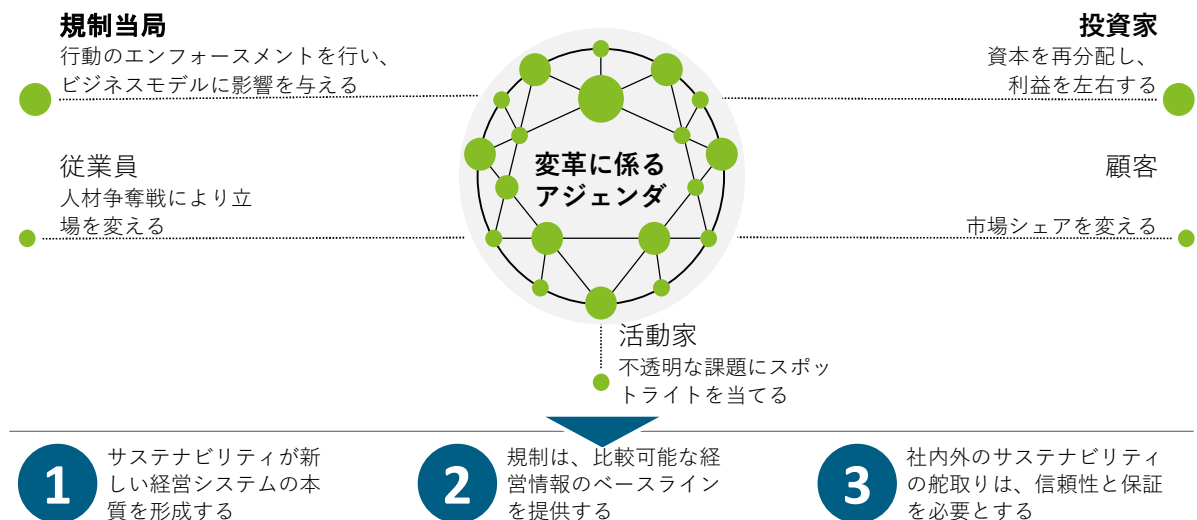 規制当局
行動のエンフォースメントを行い、
ビジネスモデルに影響を与える
投資家
資本を再分配し、
利益を左右する
従業員
人材争奪戦により立
場を変える
変革に係る
アジェンダ
顧客
市場シェアを変える
活動家
不透明な課題にスポッ
トライトを当てる
1
サステナビリティが新
しい経営システムの本
質を形成する
2
規制は、比較可能な経
営情報のベースライン
を提供する
3
社内外のサステナビリティ
の舵取りは、信頼性と保証
を必要とする